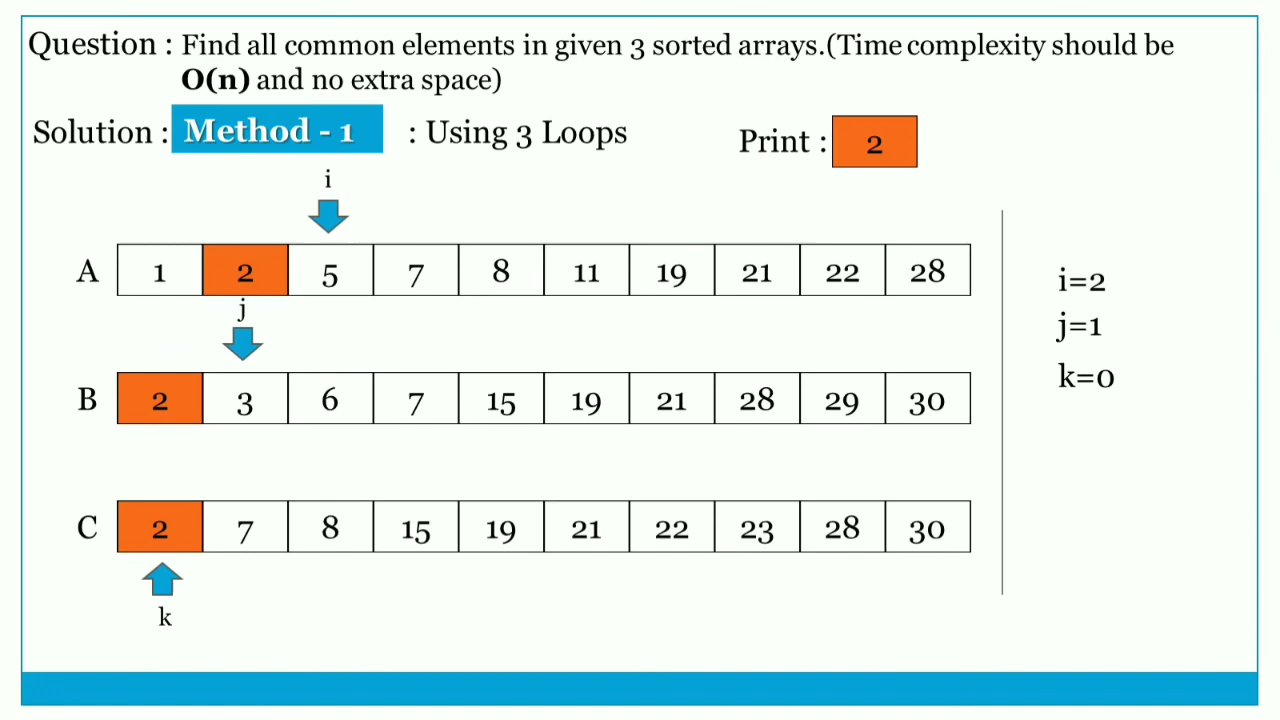 Question : Find all common elements in given 3 sorted arrays.(Time complexity should be
O(n) and no extra space)
Solution : Method - 1 : Using 3 Loops Print : 2
i
A 1 2 5 7 8 11 19 21 22 28
j
B 2 3 6 7 15 19 21 28 29 30
C 2 7 8 15 19 21 22 23 28 30
k
i=2
j=1
k=0